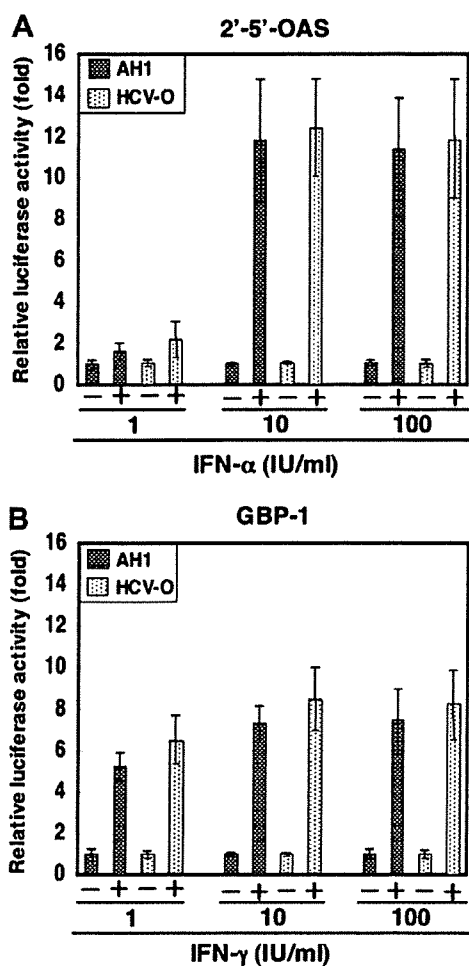 A
2'-5'-OAS
Relative luciferase activity (fold)
16
14
12
10
8
6
4
2
0
AH1
HCV-O
− + − + − + − + − + − +
1 10 100
IFN-α (IU/ml)
B
GBP-1
Relative luciferase activity (fold)
16
14
12
10
8
6
4
2
0
AH1
HCV-O
− + − + − + − + − + − +
1 10 100
IFN-γ (IU/ml)